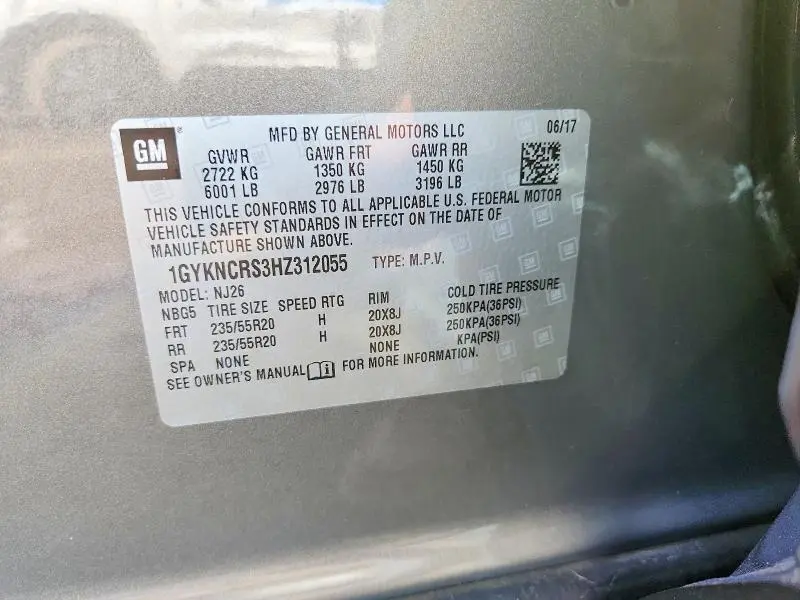 GM
MFD BY GENERAL MOTORS LLC 06/17
GVWR GAWR FRT GAWR RR
2722 KG 1350 KG 1450 KG
6001 LB 2976 LB 3196 LB
THIS VEHICLE CONFORMS TO ALL APPLICABLE U.S. FEDERAL MOTOR
VEHICLE SAFETY STANDARDS IN EFFECT ON THE DATE OF
MANUFACTURE SHOWN ABOVE.
1GYKNCRS3HZ312055 TYPE: M.P.V.
MODEL: NJ26
NBG5 TIRE SIZE SPEED RTG RIM COLD TIRE PRESSURE
FRT 235/55R20 H 20X8J 250KPA(36PSI)
RR 235/55R20 H 20X8J 250KPA(36PSI)
SPA NONE NONE KPA(PSI)
SEE OWNER'S MANUAL FOR MORE INFORMATION.